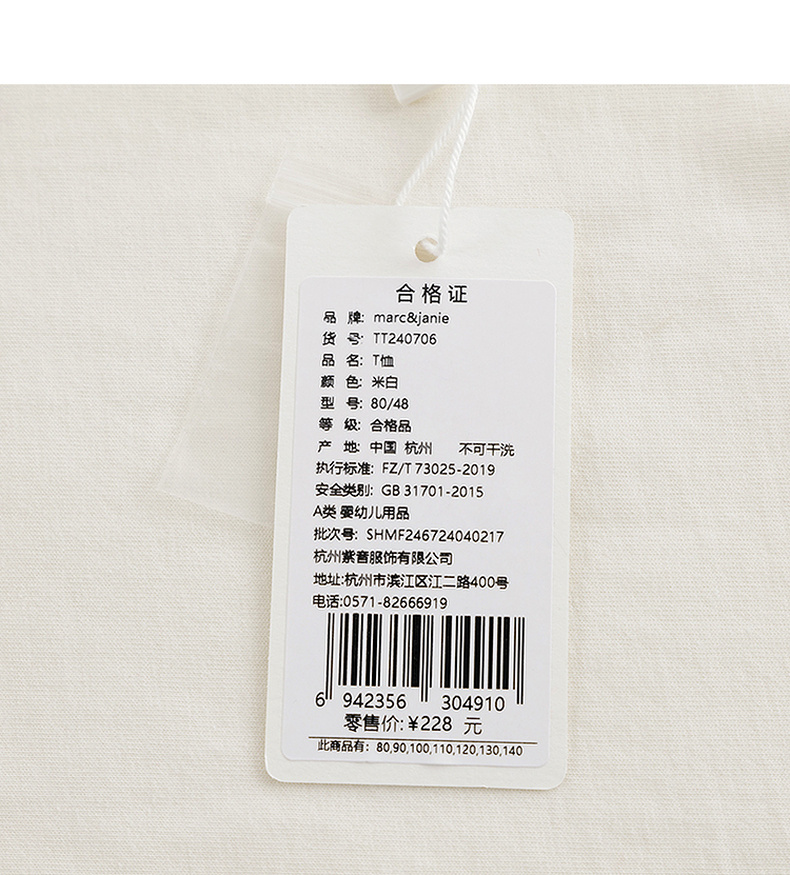 合格证
品 牌: marc&janie
货 号: TT240706
品 名: T恤
颜 色: 米白
型 号: 80/48
等 级: 合格品
产 地: 中国 杭州 不可干洗
执行标准: FZ/T 73025-2019
安全类别: GB 31701-2015
A类 婴幼儿用品
批次号: SHMF246724040217
杭州紫音服饰有限公司
地址:杭州市滨江区江二路400号
电话:0571-82666919
6 942356 304910
零售价:¥228 元
此商品有: 80,90,100,110,120,130,140